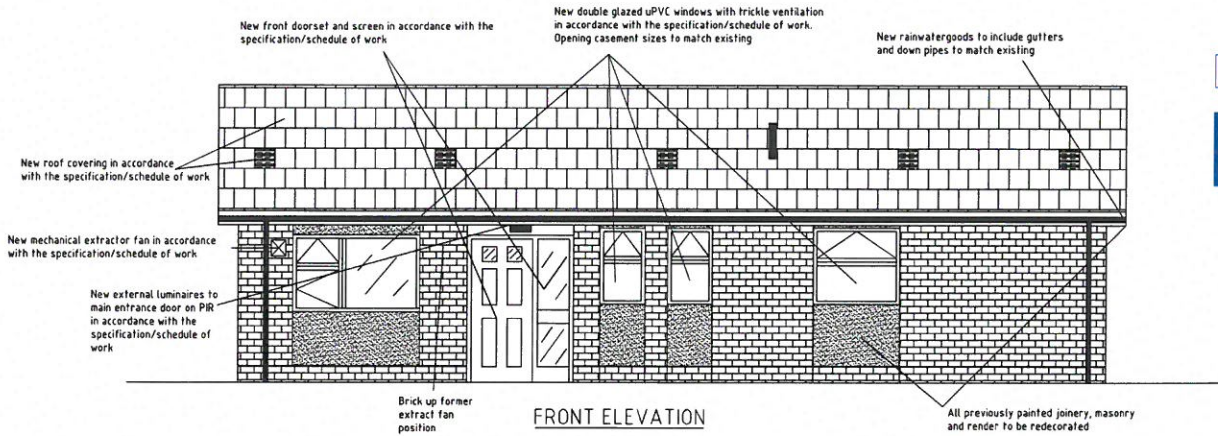 New front doorset and screen in accordance with the
specification/schedule of work
New double glazed uPVC windows with trickle ventilation
in accordance with the specification/schedule of work.
Opening casement sizes to match existing
New rainwatergoods to include gutters
and down pipes to match existing
New roof covering in accordance
with the specification/schedule of work
New mechanical extractor fan in accordance
with the specification/schedule of work
New external luminaires to
main entrance door on PIR
in accordance with the
specification/schedule of
work
Brick up former
extract fan
position
FRONT ELEVATION
All previously painted joinery, masonry
and render to be redecorated